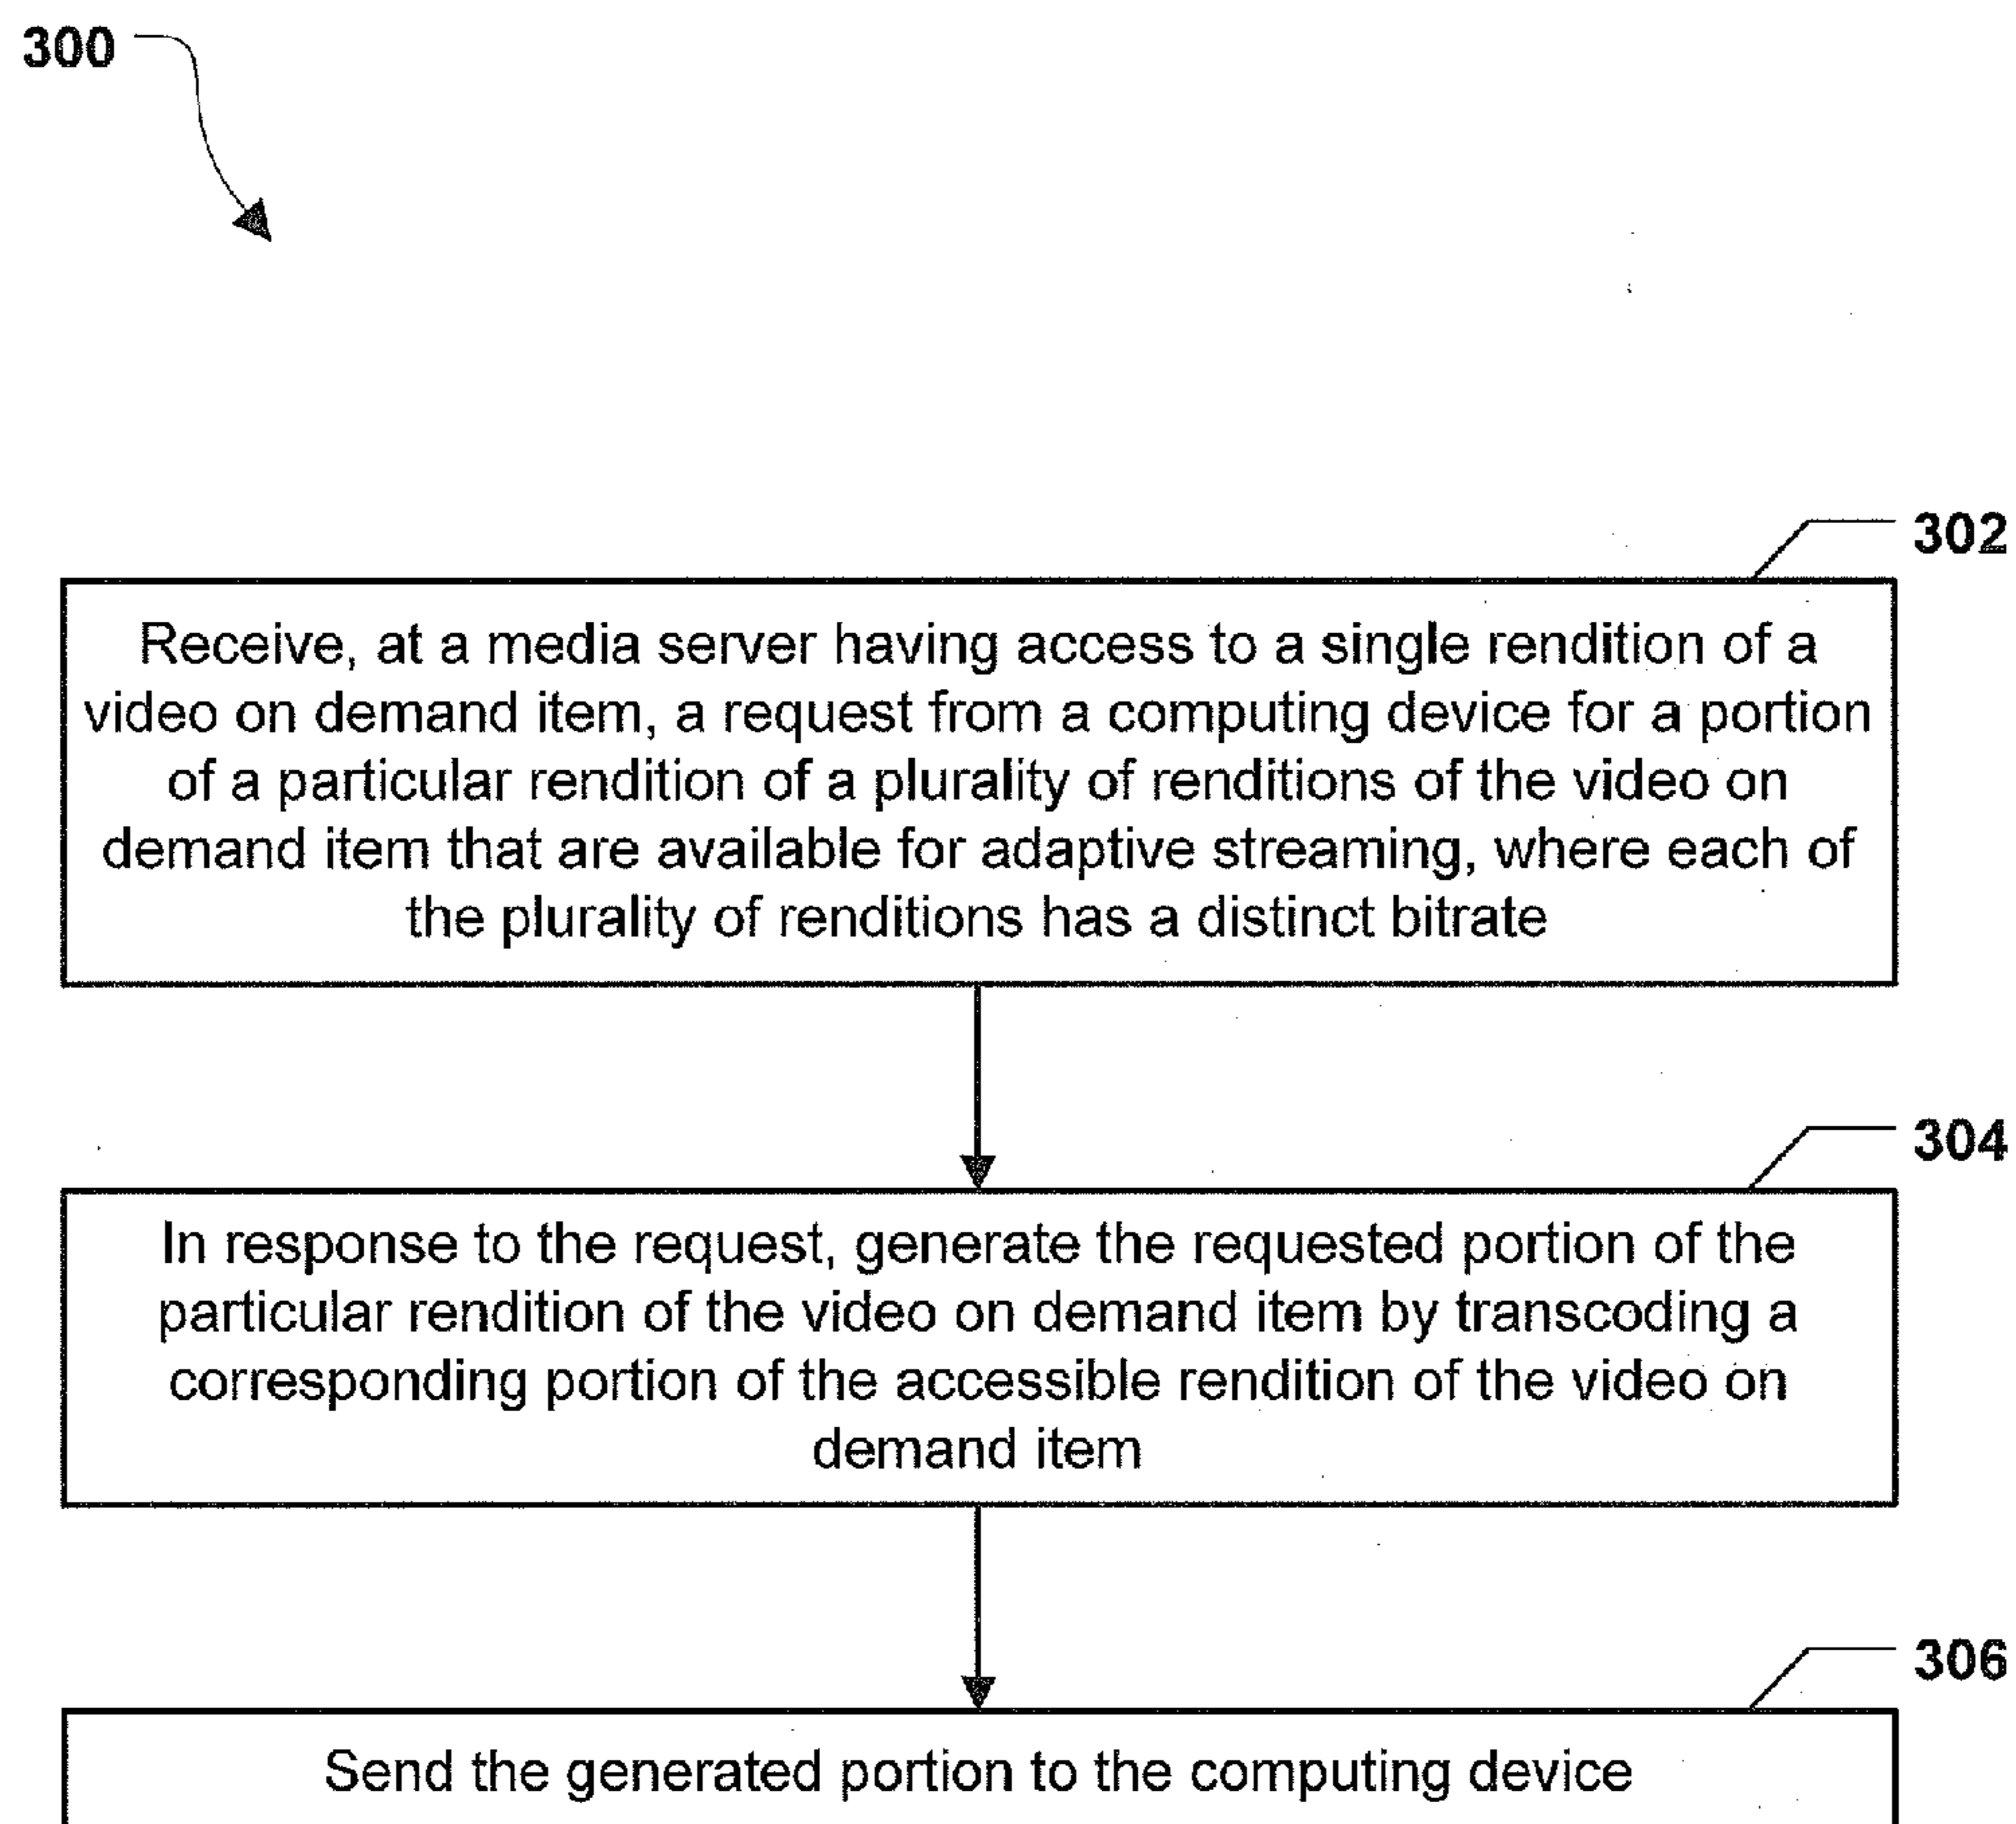 300
302
Receive, at a media server having access to a single rendition of a
video on demand item, a request from a computing device for a portion
of a particular rendition of a plurality of renditions of the video on
demand item that are available for adaptive streaming, where each of
the plurality of renditions has a distinct bitrate
304
In response to the request, generate the requested portion of the
particular rendition of the video on demand item by transcoding a
corresponding portion of the accessible rendition of the video on
demand item
306
Send the generated portion to the computing device